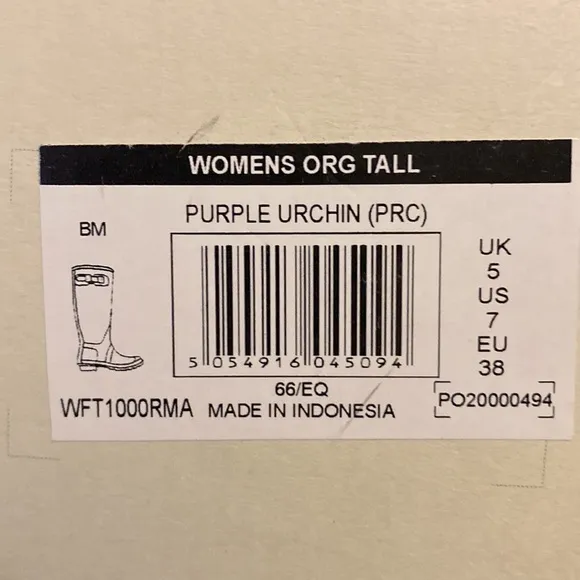 WOMENS ORG TALL
PURPLE URCHIN (PRC)
BM
UK
5
US
7
EU
38
5 054916 045094
66/EQ
WFT1000RMA
MADE IN INDONESIA
PO20000494